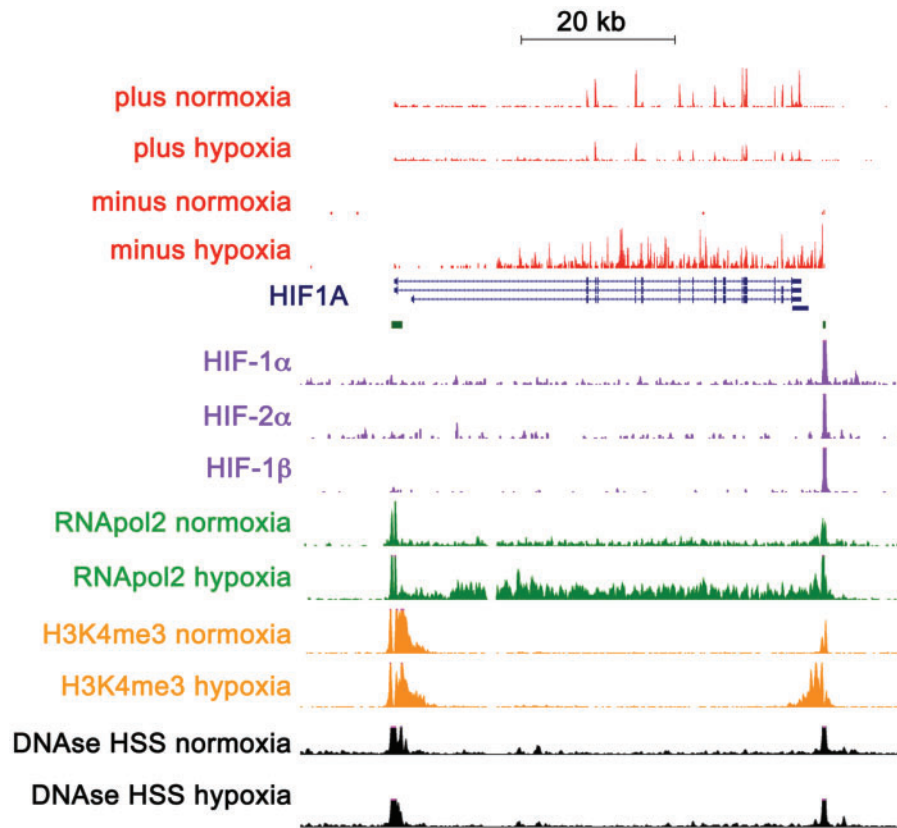 20 kb
plus normoxia
plus hypoxia
minus normoxia
minus hypoxia
HIF1A
HIF-1α
HIF-2α
HIF-1β
RNApol2 normoxia
RNApol2 hypoxia
H3K4me3 normoxia
H3K4me3 hypoxia
DNAse HSS normoxia
DNAse HSS hypoxia